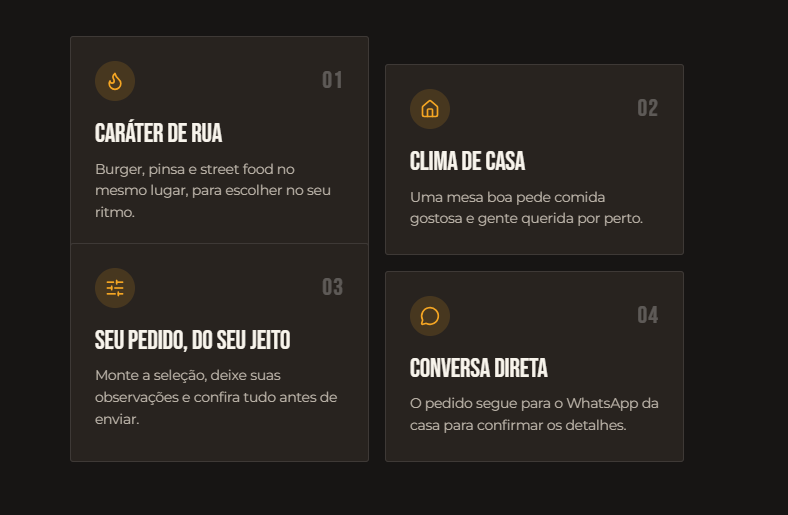 01
CARÁTER DE RUA
Burger, pinsa e street food no
mesmo lugar, para escolher no seu
ritmo.
02
CLIMA DE CASA
Uma mesa boa pede comida
gostosa e gente querida por perto.
03
SEU PEDIDO, DO SEU JEITO
Monte a seleção, deixe suas
observações e confira tudo antes de
enviar.
04
CONVERSA DIRETA
O pedido segue para o WhatsApp da
casa para confirmar os detalhes.